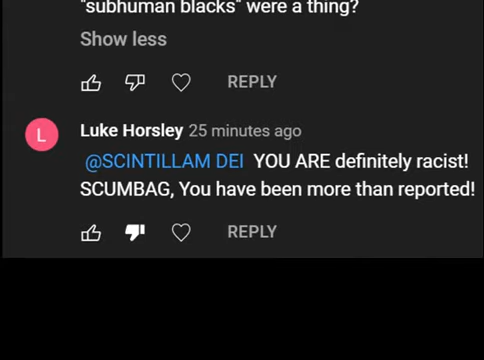 "subhuman blacks" were a thing?
Show less
REPLY
L
Luke Horsley 25 minutes ago
@SCINTILLAM DEI YOU ARE definitely racist!
SCUMBAG, You have been more than reported!
REPLY